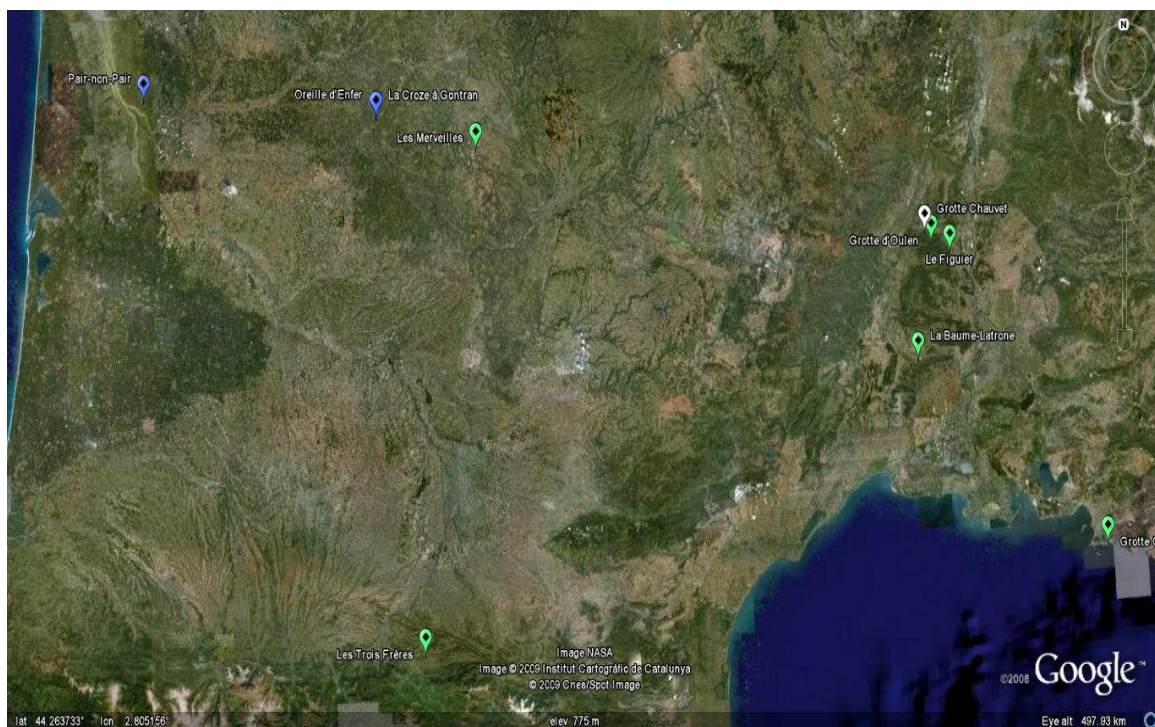 N
Pair-non-Pair
Oreille d'Enfer
La Croze à Gontran
Les Merveilles
Grotte Chauvet
Grotte d'Oulen
Le Figuier
La Baume-Latrone
Grotte
Les Trois Frères
Image NASA
Image © 2009 Institut Cartogràfic de Catalunya
© 2009 Cnes/Spot Image
©2008 Google™
lat 44.263733° lon 2.805156° elev 775 m Eye alt 497.93 km